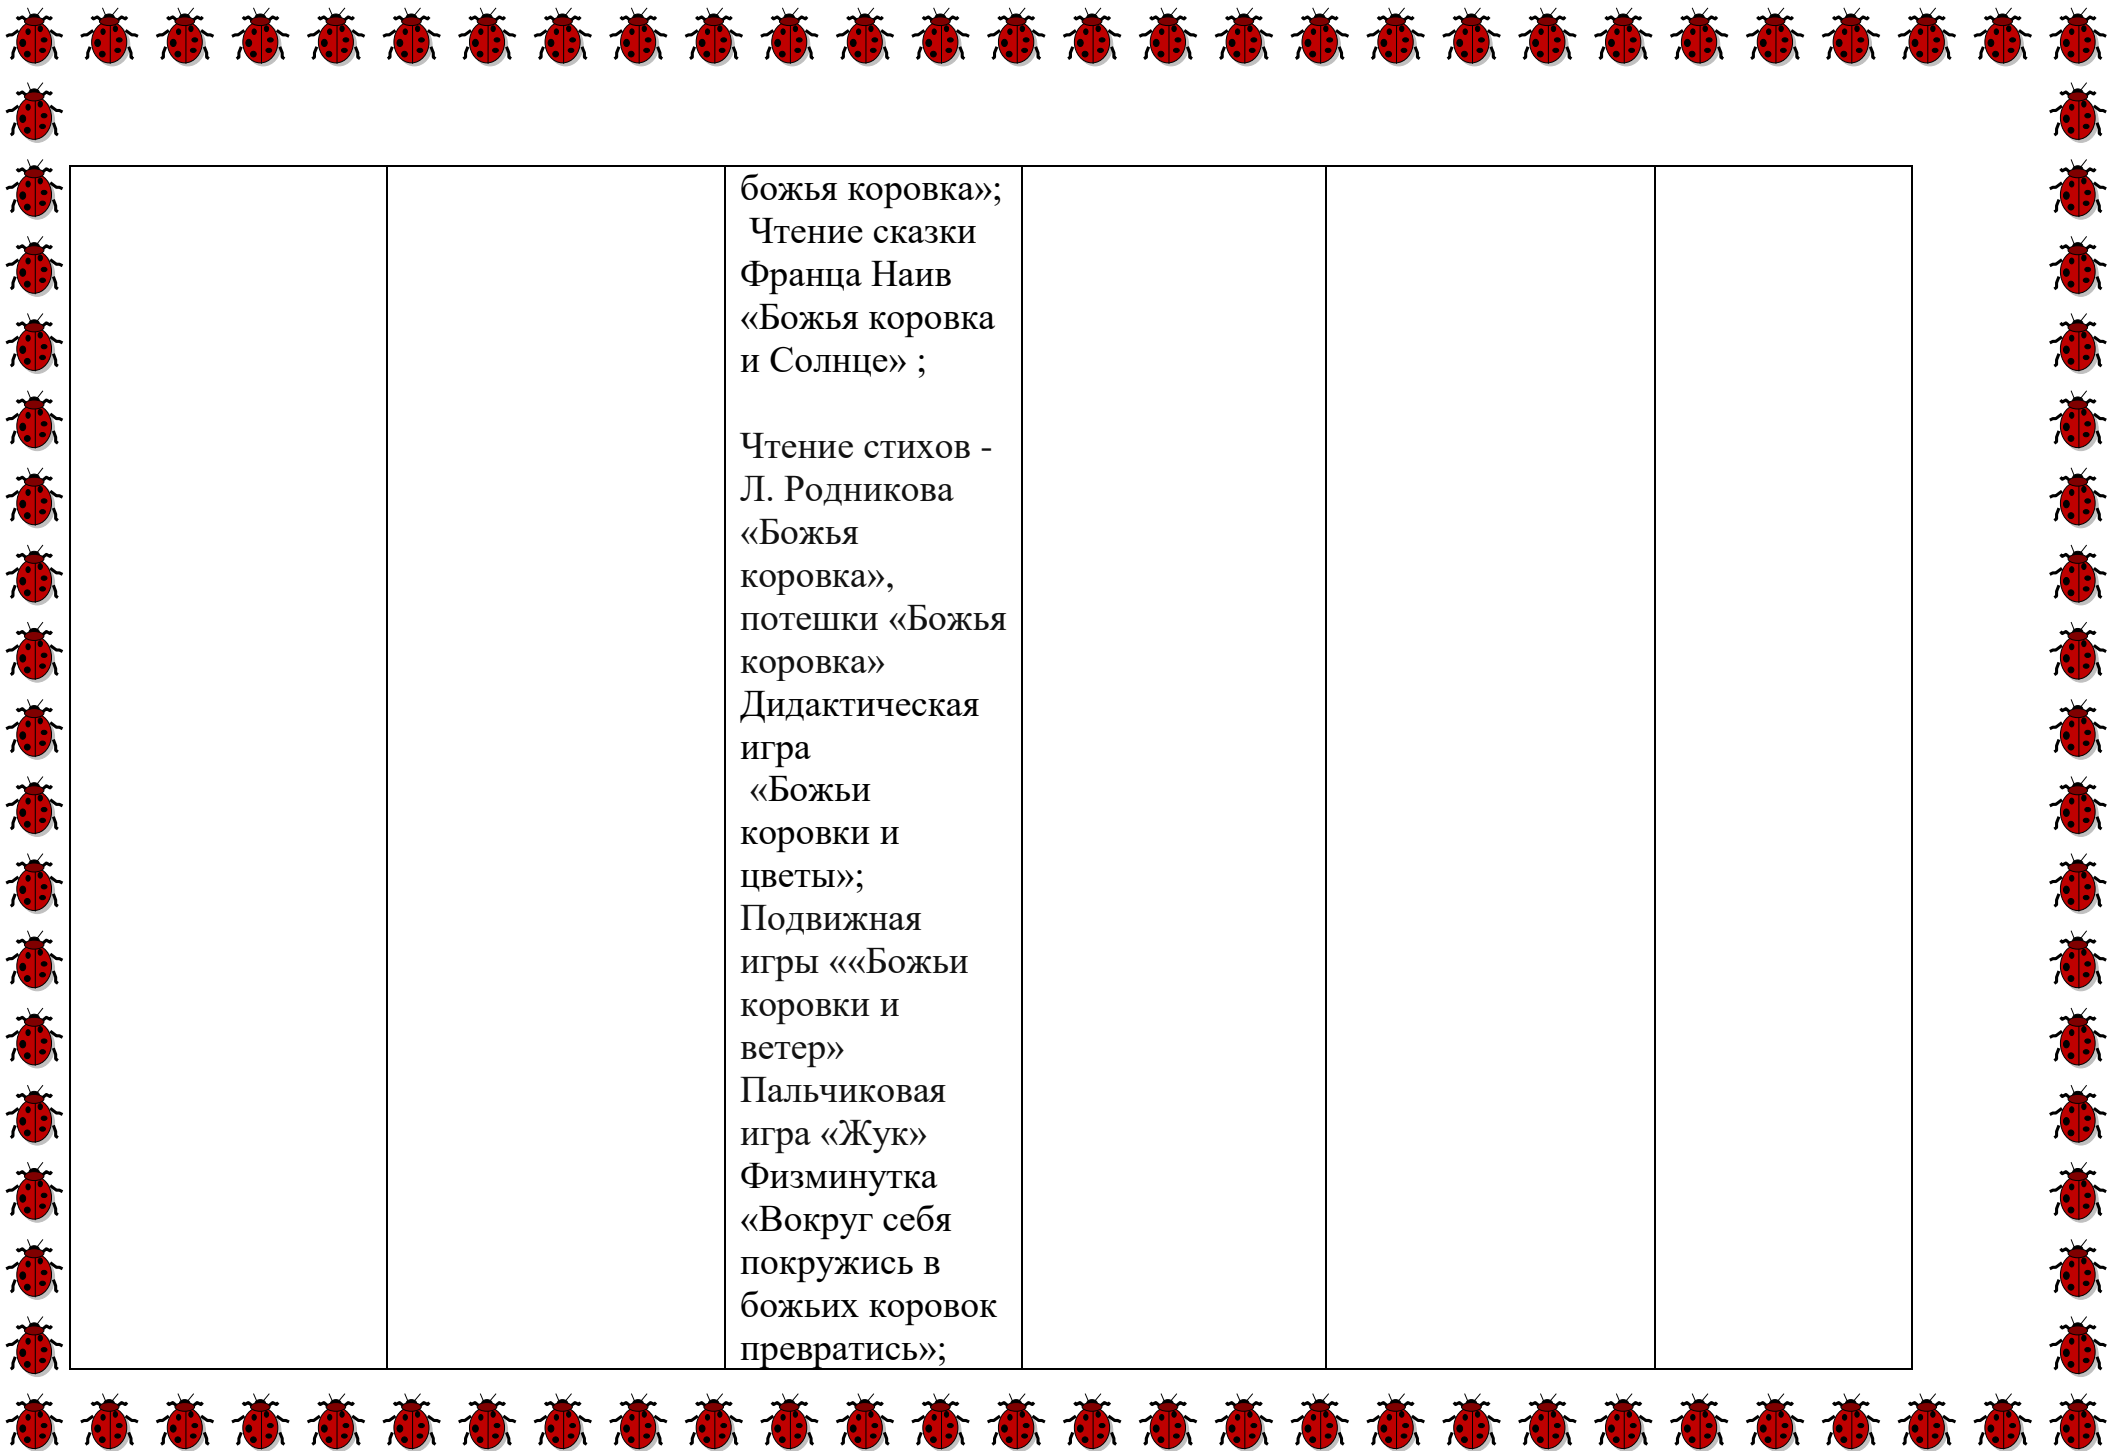 божья коровка»;
Чтение сказки
Франца Наив
«Божья коровка
и Солнце» ;
Чтение стихов -
Л. Родникова
«Божья
коровка»,
потешки «Божья
коровка»
Дидактическая
игра
«Божьи
коровки и
цветы»;
Подвижная
игры ««Божьи
коровки и
ветер»
Пальчиковая
игра «Жук»
Физминутка
«Вокруг себя
покружись в
божьих коровок
превратись»;